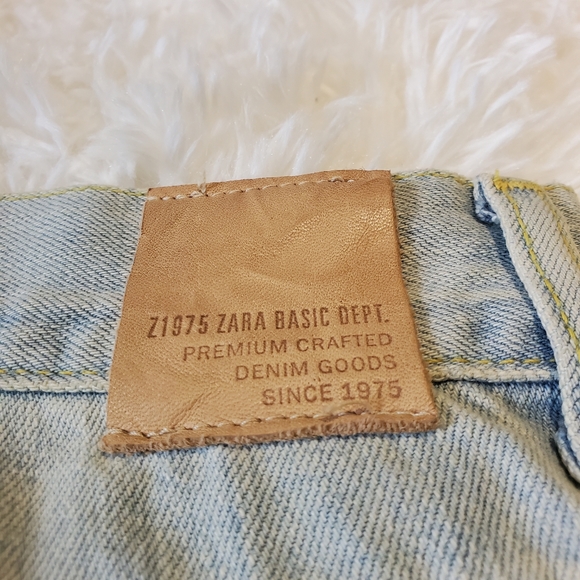 Z1975 ZARA BASIC DEPT.
PREMIUM CRAFTED
DENIM GOODS
SINCE 1975